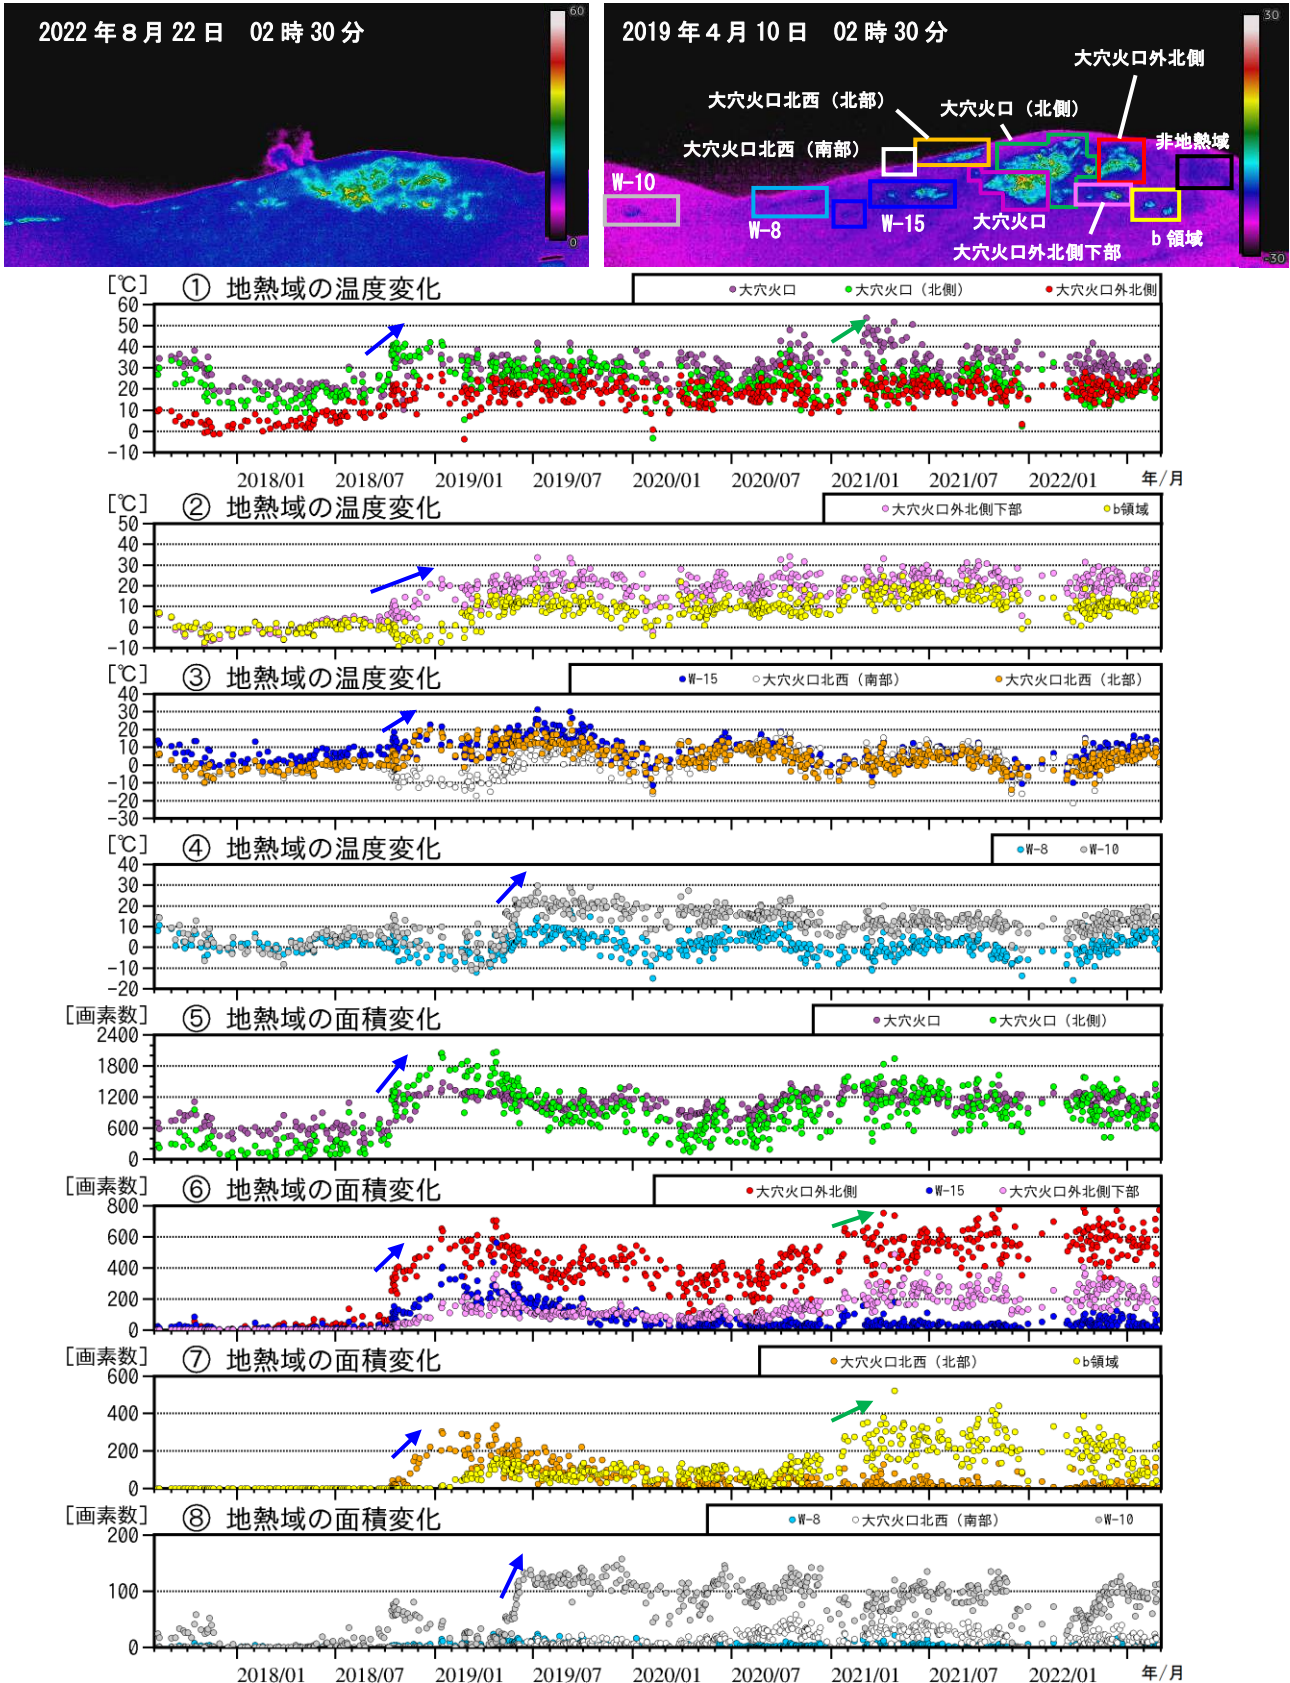 2022年8月22日 02時30分
60
0
2019年4月10日 02時30分
30
-30
大穴火口外北側
大穴火口北西（北部）
大穴火口（北側）
大穴火口北西（南部）
非地熱域
W-10
W-8
W-15
大穴火口
大穴火口外北側下部
b領域
[℃] ① 地熱域の温度変化
大穴火口 大穴火口（北側） 大穴火口外北側
60
50
40
30
20
10
0
-10
2018/01 2018/07 2019/01 2019/07 2020/01 2020/07 2021/01 2021/07 2022/01 年/月
[℃] ② 地熱域の温度変化
大穴火口外北側下部 b領域
50
40
30
20
10
0
-10
[℃] ③ 地熱域の温度変化
W-15 大穴火口北西（南部） 大穴火口北西（北部）
40
30
20
10
0
-10
-20
-30
[℃] ④ 地熱域の温度変化
W-8 W-10
40
30
20
10
0
-10
-20
[画素数] ⑤ 地熱域の面積変化
大穴火口 大穴火口（北側）
2400
1800
1200
600
0
[画素数] ⑥ 地熱域の面積変化
大穴火口外北側 W-15 大穴火口外北側下部
800
600
400
200
0
[画素数] ⑦ 地熱域の面積変化
大穴火口北西（北部） b領域
600
400
200
0
[画素数] ⑧ 地熱域の面積変化
W-8 大穴火口北西（南部） W-10
200
100
0
2018/01 2018/07 2019/01 2019/07 2020/01 2020/07 2021/01 2021/07 2022/01 年/月